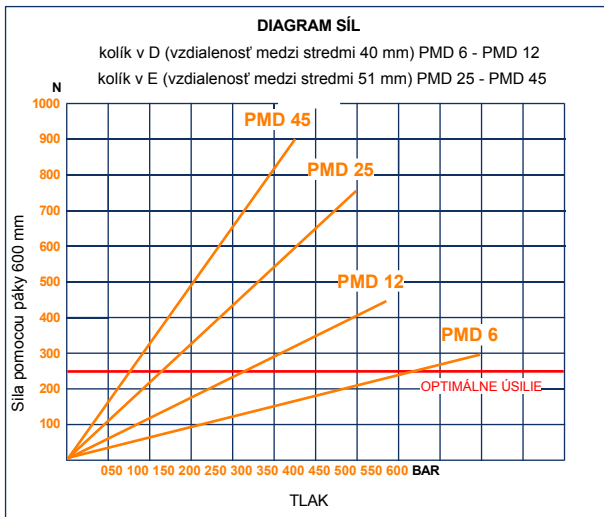 DIAGRAM SÍL
kolík v D (vzdialenosť medzi stredmi 40 mm) PMD 6 - PMD 12
kolík v E (vzdialenosť medzi stredmi 51 mm) PMD 25 - PMD 45
N
1000
900
800
700
600
500
400
300
200
100
Sila pomocou páky 600 mm
PMD 45
PMD 25
PMD 12
PMD 6
OPTIMÁLNE ÚSILIE
050 100 150 200 250 300 350 400 450 500 550 600 BAR
TLAK